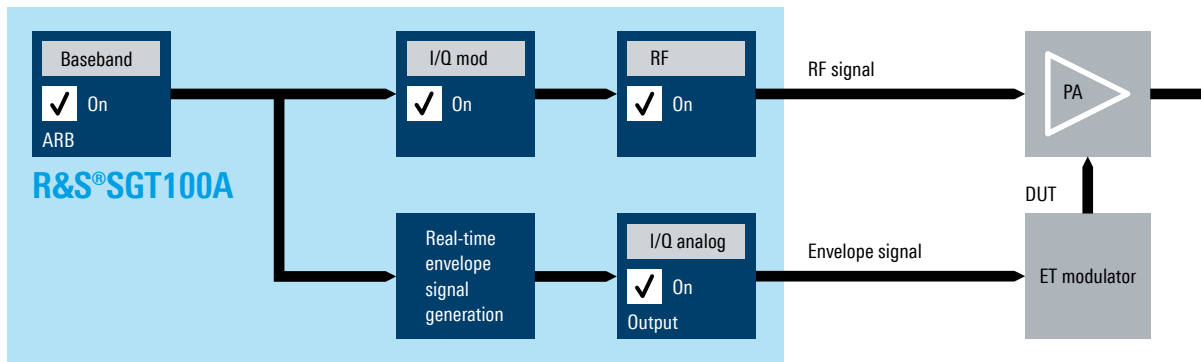 Baseband
On
ARB
I/Q mod
On
RF
On
RF signal
PA
R&S®SGT100A
DUT
Real-time
envelope
signal
generation
I/Q analog
On
Output
Envelope signal
ET modulator